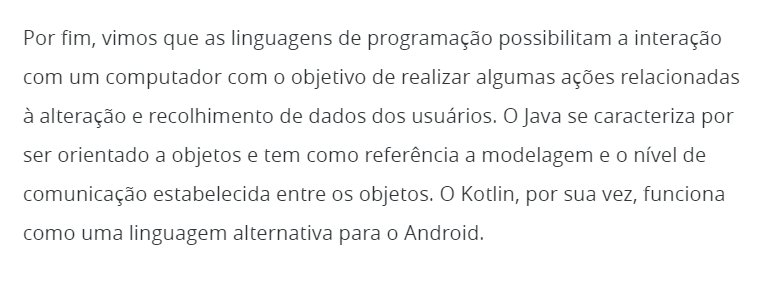 Por fim, vimos que as linguagens de programação possibilitam a interação
com um computador com o objetivo de realizar algumas ações relacionadas
à alteração e recolhimento de dados dos usuários. O Java se caracteriza por
ser orientado a objetos e tem como referência a modelagem e o nível de
comunicação estabelecida entre os objetos. O Kotlin, por sua vez, funciona
como uma linguagem alternativa para o Android.